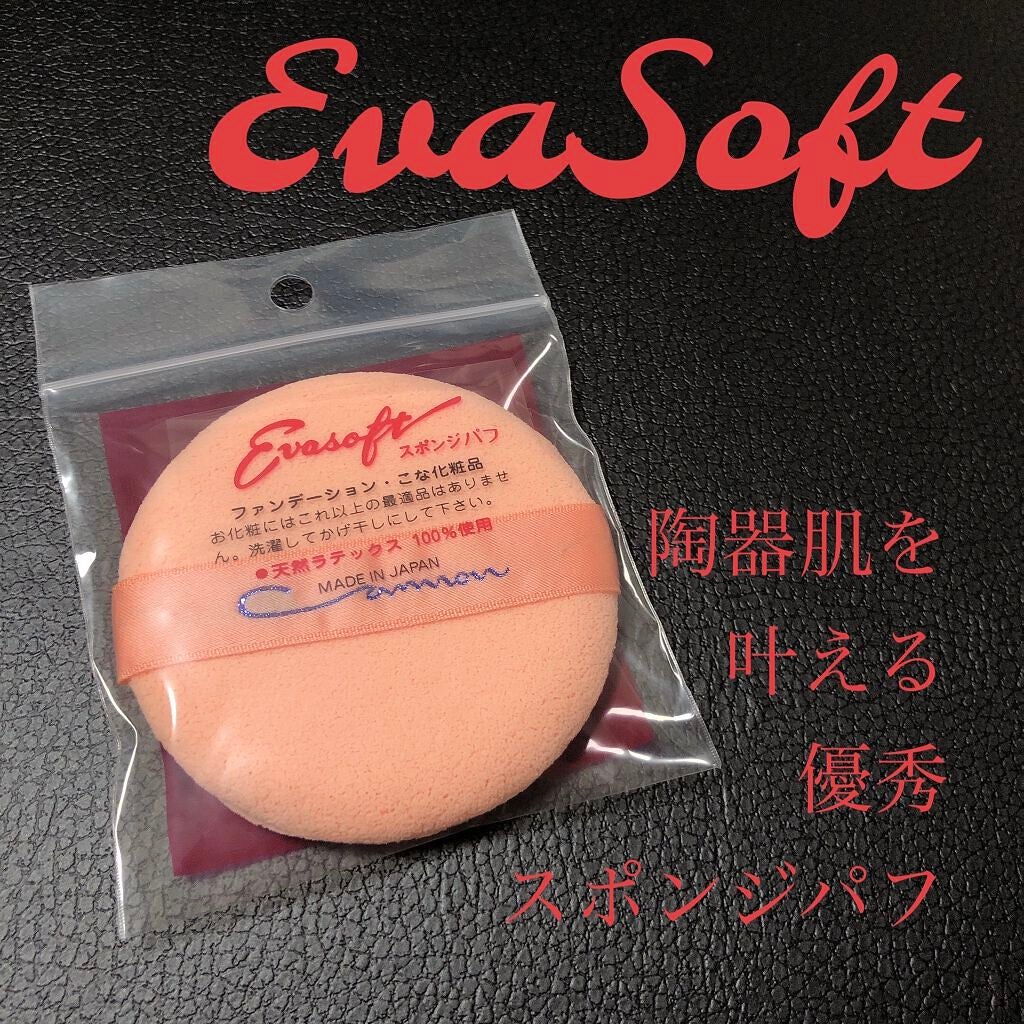 EvaSoft
Evasoft スポンジパフ
ファンデーション・こな化粧品
お化粧にはこれ以上の最適品はありませ
ん。洗濯してかげ干しにして下さい。
●天然ラテックス 100%使用
MADE IN JAPAN
陶器肌を
叶える
優秀
スポンジパフ